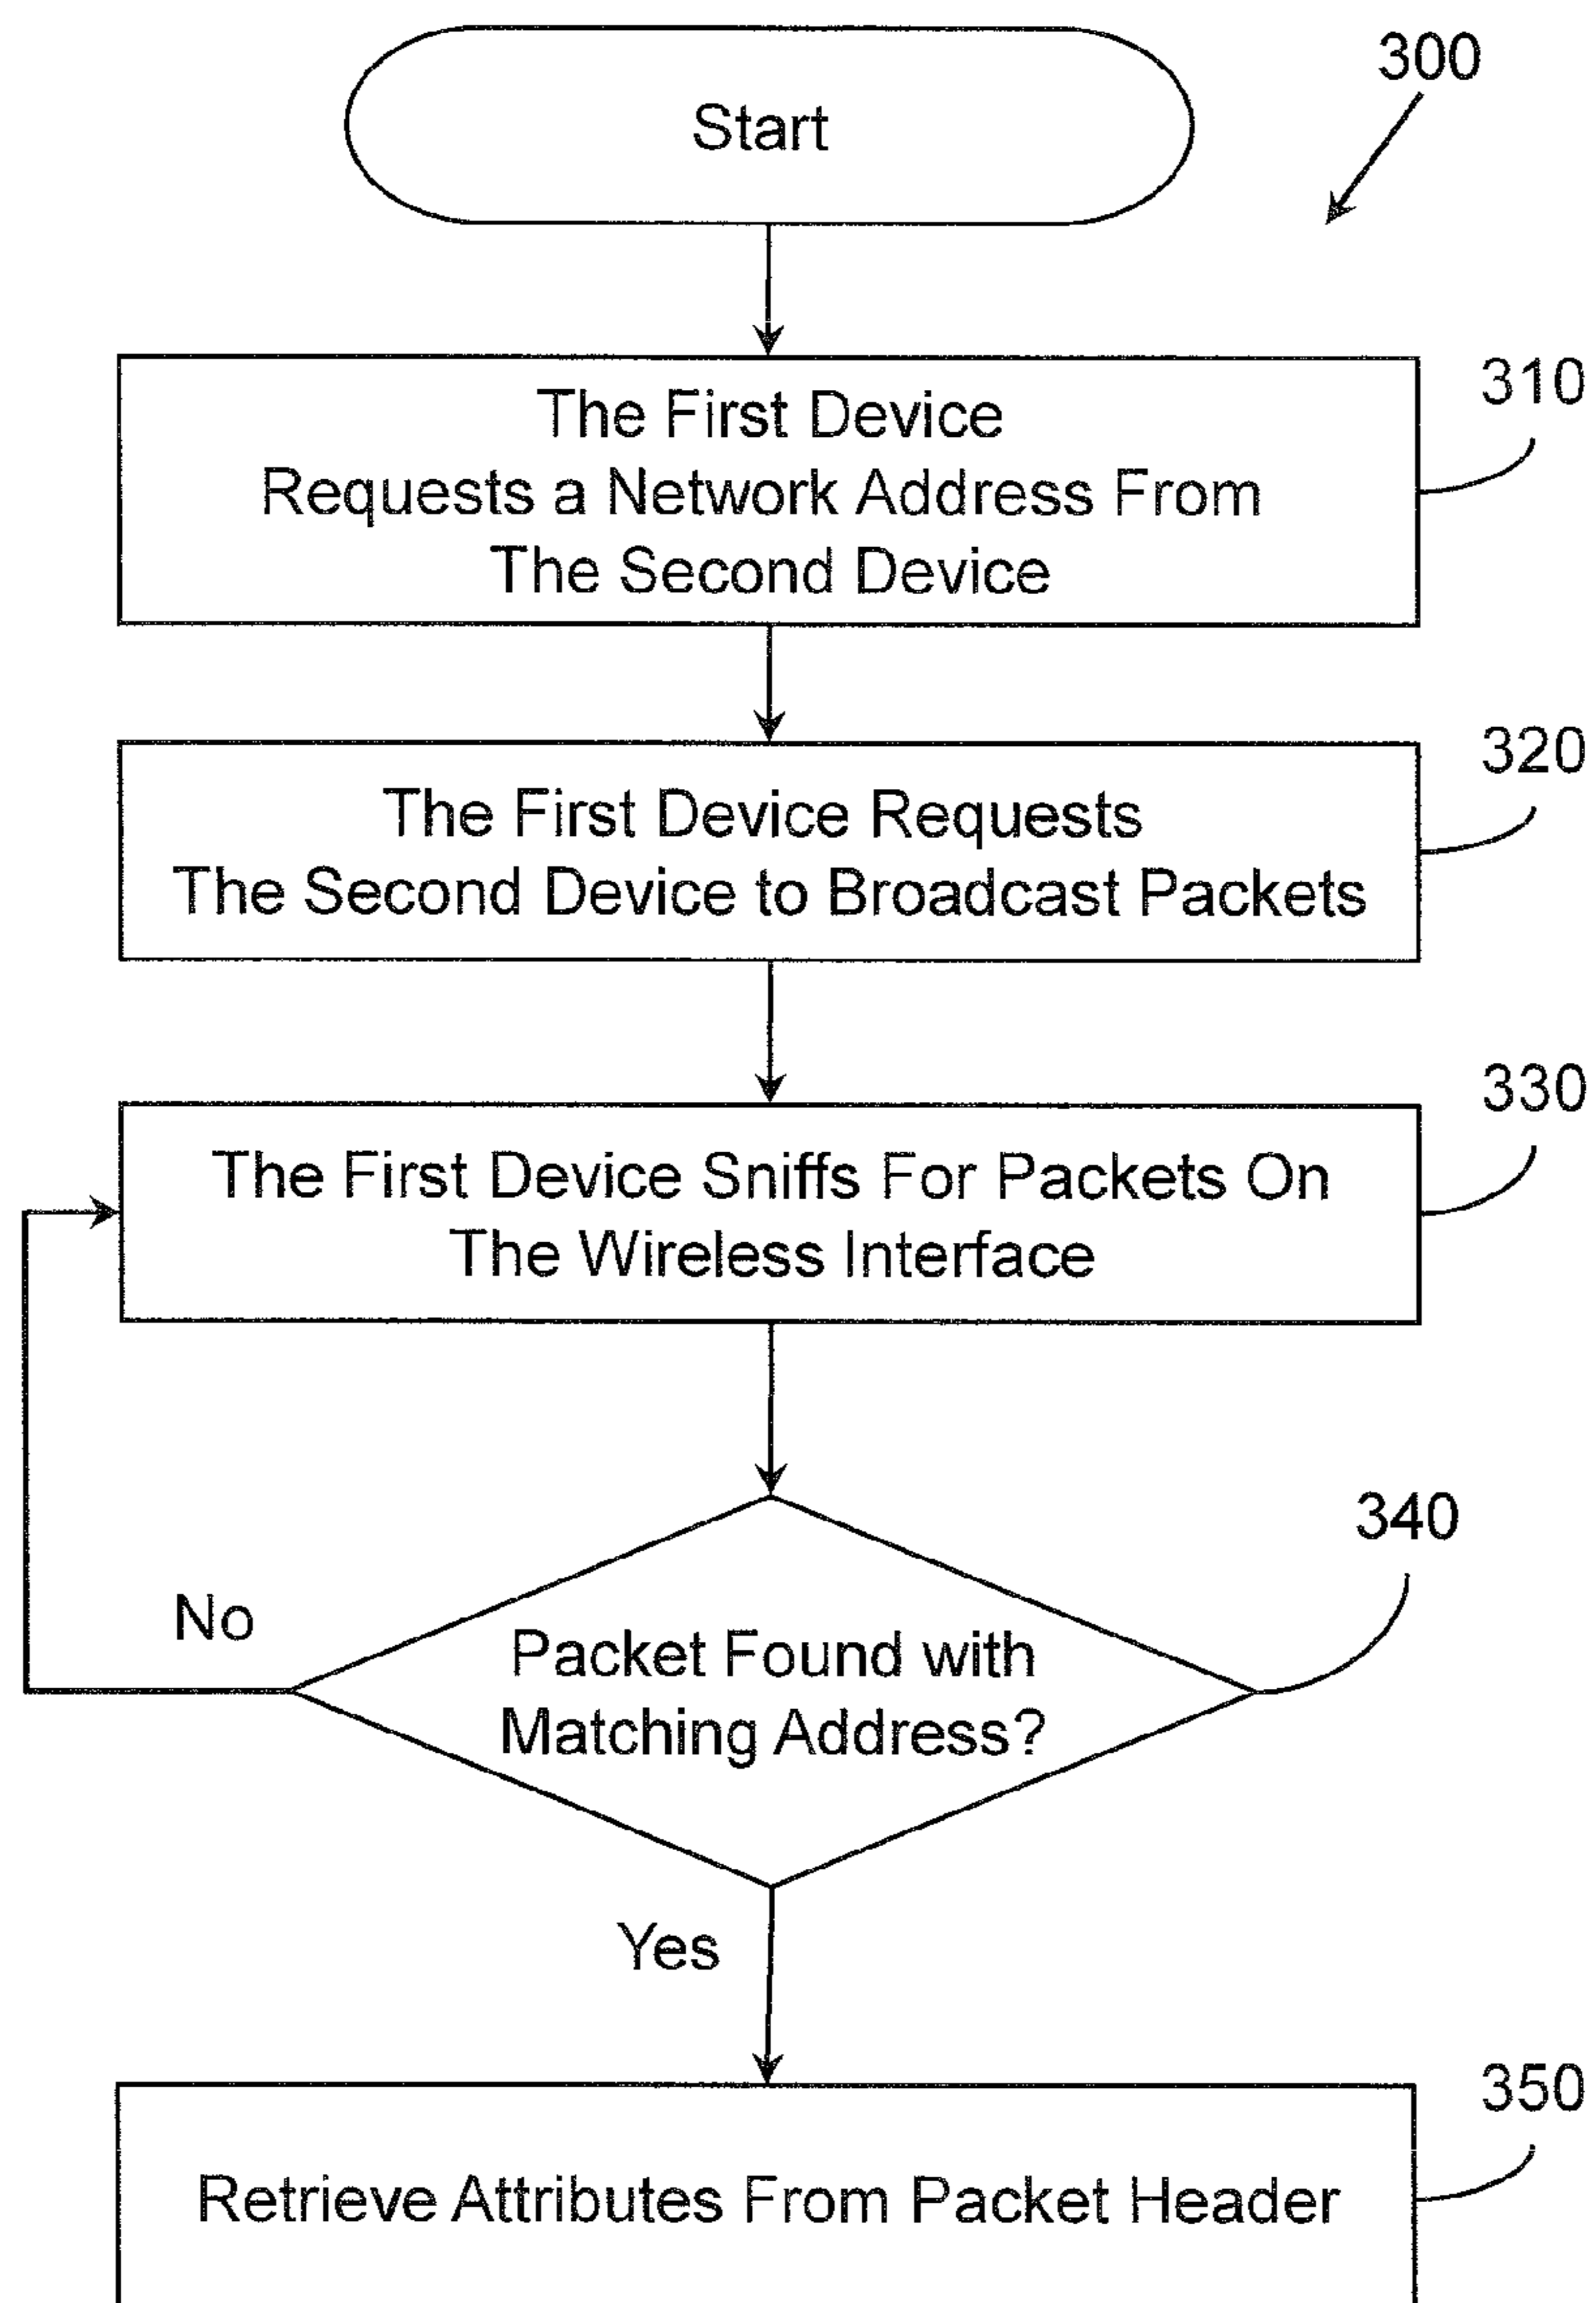 300
Start
310
The First Device
Requests a Network Address From
The Second Device
320
The First Device Requests
The Second Device to Broadcast Packets
330
The First Device Sniffs For Packets On
The Wireless Interface
340
No
Packet Found with
Matching Address?
Yes
350
Retrieve Attributes From Packet Header